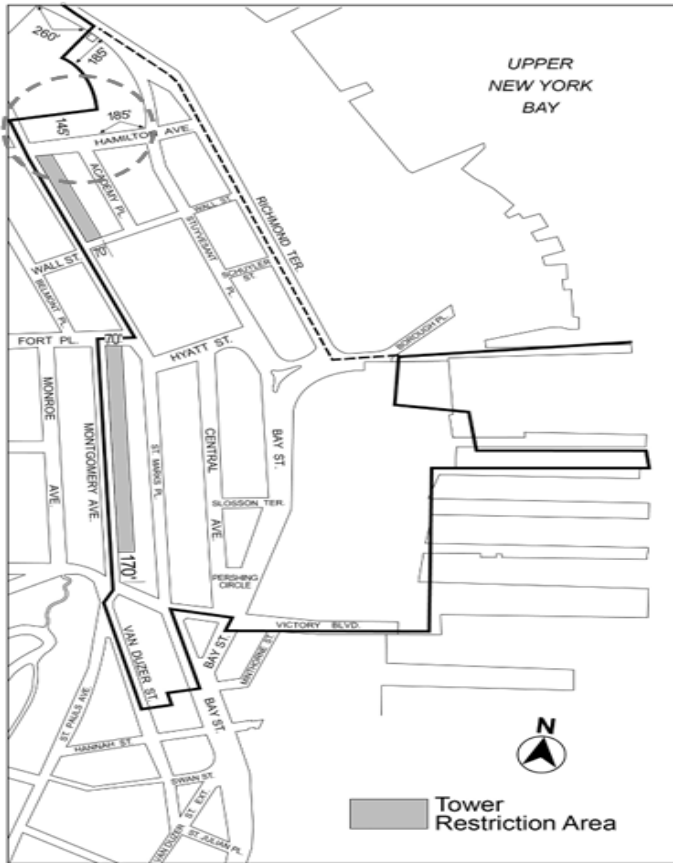 260'
185'
UPPER
NEW YORK
BAY
145'
185'
HAMILTON AVE.
ACADEMY PL.
WALL ST.
RICHMOND TER.
STUYVESANT PL.
70'
WALL ST.
SCHUYLER ST.
BELMONT PL.
BOROUGH PL.
FORT PL.
70'
HYATT ST.
MONROE AVE.
MONTGOMERY AVE.
ST. MARKS PL.
CENTRAL AVE.
BAY ST.
SLOSSON TER.
170'
PERSHING
CIRCLE
VICTORY BLVD.
VAN DUZER ST.
BAY ST.
MINTHORNE ST.
ST. PAULS AVE.
BAY ST.
HANNAH ST.
N
SWAN ST.
VAN DUZER ST. EXT.
ST. JULIAN PL.
Tower
Restriction Area